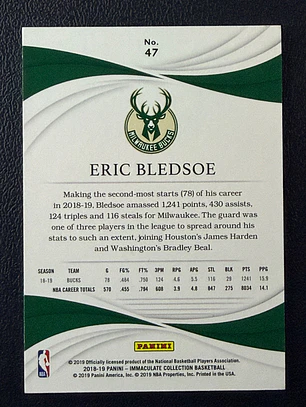 No.
47
MILWAUKEE BUCKS
ERIC BLEDSOE
Making the second-most starts (78) of his career
in 2018-19, Bledsoe amassed 1,241 points, 430 assists,
124 triples and 116 steals for Milwaukee. The guard was
one of three players in the league to spread around his
stats to such an extent, joining Houston's James Harden
and Washington's Bradley Beal.
SEASON TEAM G FG% FT% 3PM RPG APG STL BLK PTS PPG
18-19 BUCKS 78 .484 .750 124 4.6 5.5 116 29 1241 15.9
NBA CAREER TOTALS 570 .455 .794 608 3.9 4.8 847 275 8034 14.1
PANINI
© 2019 Officially licensed product of the National Basketball Players Association.
2018-19 PANINI - IMMACULATE COLLECTION BASKETBALL
© 2019 Panini America, Inc. © 2019 NBA Properties, Inc. Printed in the USA.